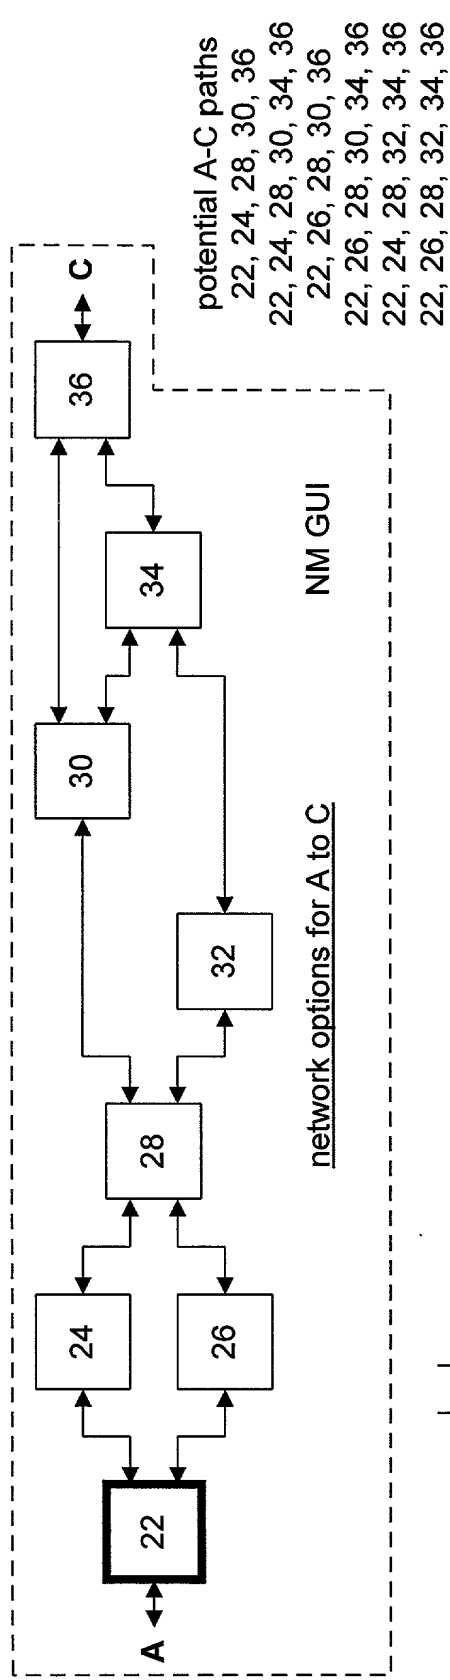 A
22
24
26
28
32
30
34
36
C
network options for A to C
NM GUI
potential A-C paths
22, 24, 28, 30, 36
22, 24, 28, 30, 34, 36
22, 26, 28, 30, 36
22, 26, 28, 30, 34, 36
22, 24, 28, 32, 34, 36
22, 26, 28, 32, 34, 36